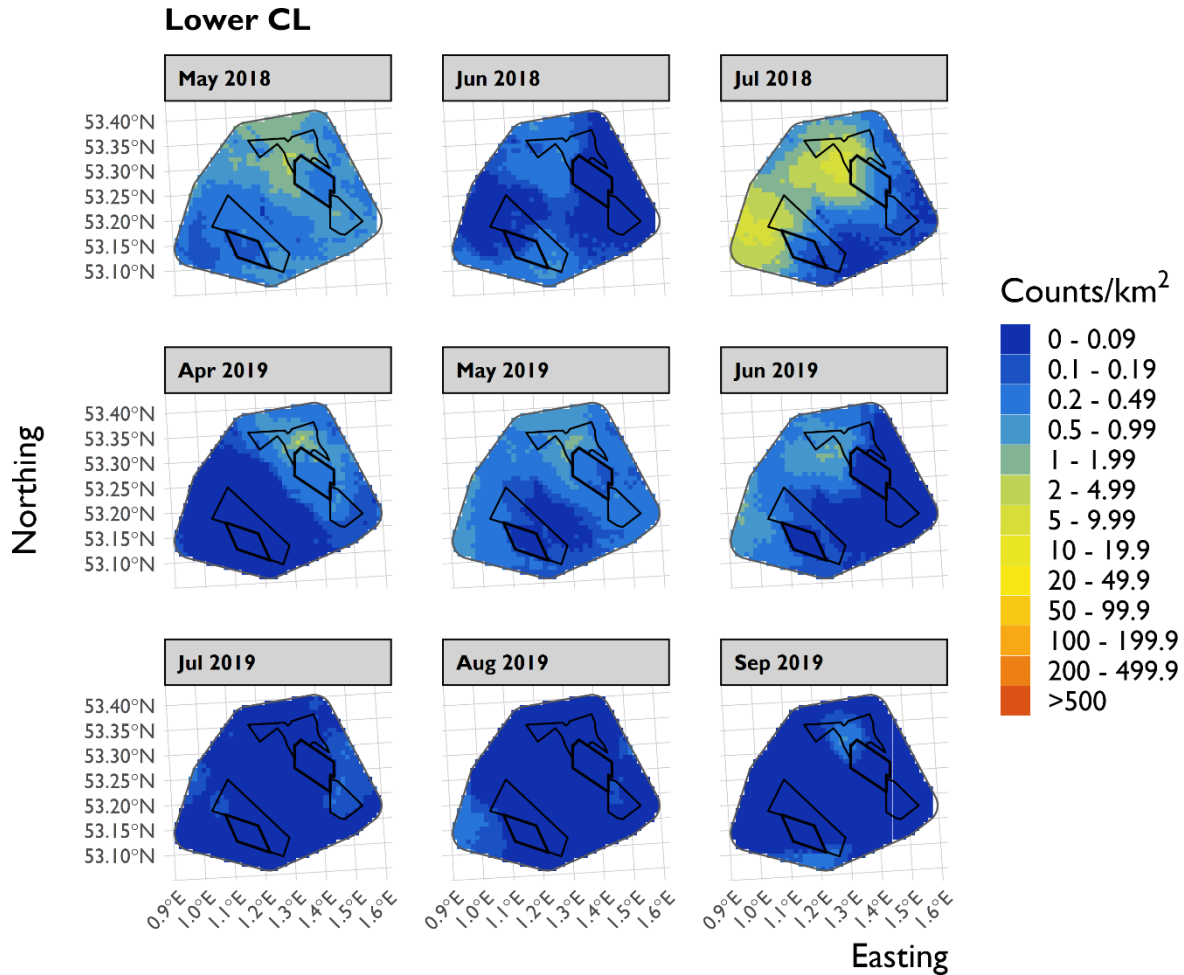 Lower CL
May 2018
Jun 2018
Jul 2018
53.40°N
53.35°N
53.30°N
53.25°N
53.20°N
53.15°N
53.10°N
Apr 2019
May 2019
Jun 2019
53.40°N
53.35°N
53.30°N
53.25°N
53.20°N
53.15°N
53.10°N
Jul 2019
Aug 2019
Sep 2019
53.40°N
53.35°N
53.30°N
53.25°N
53.20°N
53.15°N
53.10°N
0.9°E 1.0°E 1.1°E 1.2°E 1.3°E 1.4°E 1.5°E 1.6°E
0.9°E 1.0°E 1.1°E 1.2°E 1.3°E 1.4°E 1.5°E 1.6°E
0.9°E 1.0°E 1.1°E 1.2°E 1.3°E 1.4°E 1.5°E 1.6°E
Northing
Easting
Counts/km²
0 - 0.09
0.1 - 0.19
0.2 - 0.49
0.5 - 0.99
1 - 1.99
2 - 4.99
5 - 9.99
10 - 19.9
20 - 49.9
50 - 99.9
100 - 199.9
200 - 499.9
>500